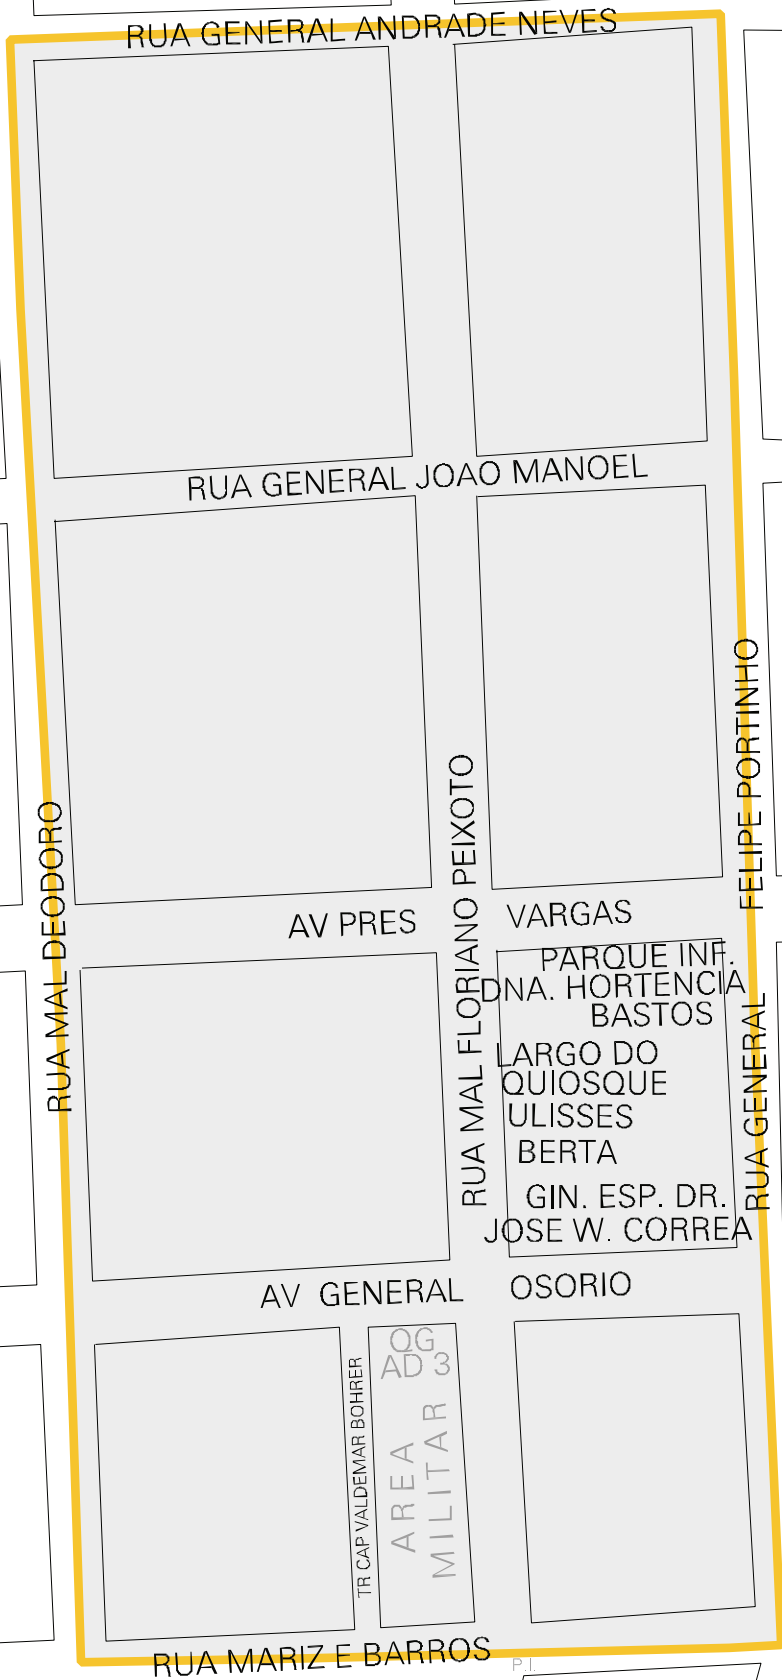 RUA GENERAL ANDRADE NEVES
RUA GENERAL JOAO MANOEL
RUA MAL DEODORO
RUA MAL FLORIANO PEIXOTO
RUA GENERAL FELIPE PORTINHO
AV PRES VARGAS
PARQUE INF.
DNA. HORTENCIA
BASTOS
LARGO DO
QUIOSQUE
ULISSES
BERTA
GIN. ESP. DR.
JOSE W. CORREA
AV GENERAL OSORIO
QG
AD 3
AREA
MILITAR
TR CAP VALDEMAR BOHRER
RUA MARIZ E BARROS
P.I.